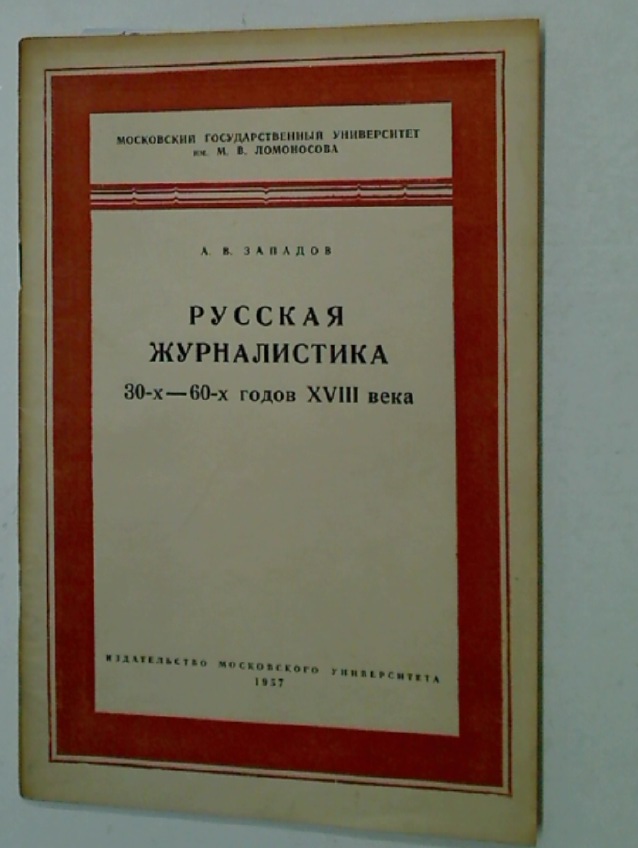 МОСКОВСКИЙ ГОСУДАРСТВЕННЫЙ УНИВЕРСИТЕТ
им. М. В. ЛОМОНОСОВА
А. В. ЗАПАДОВ
РУССКАЯ
ЖУРНАЛИСТИКА
30-х—60-х годов XVIII века
ИЗДАТЕЛЬСТВО МОСКОВСКОГО УНИВЕРСИТЕТА
1957